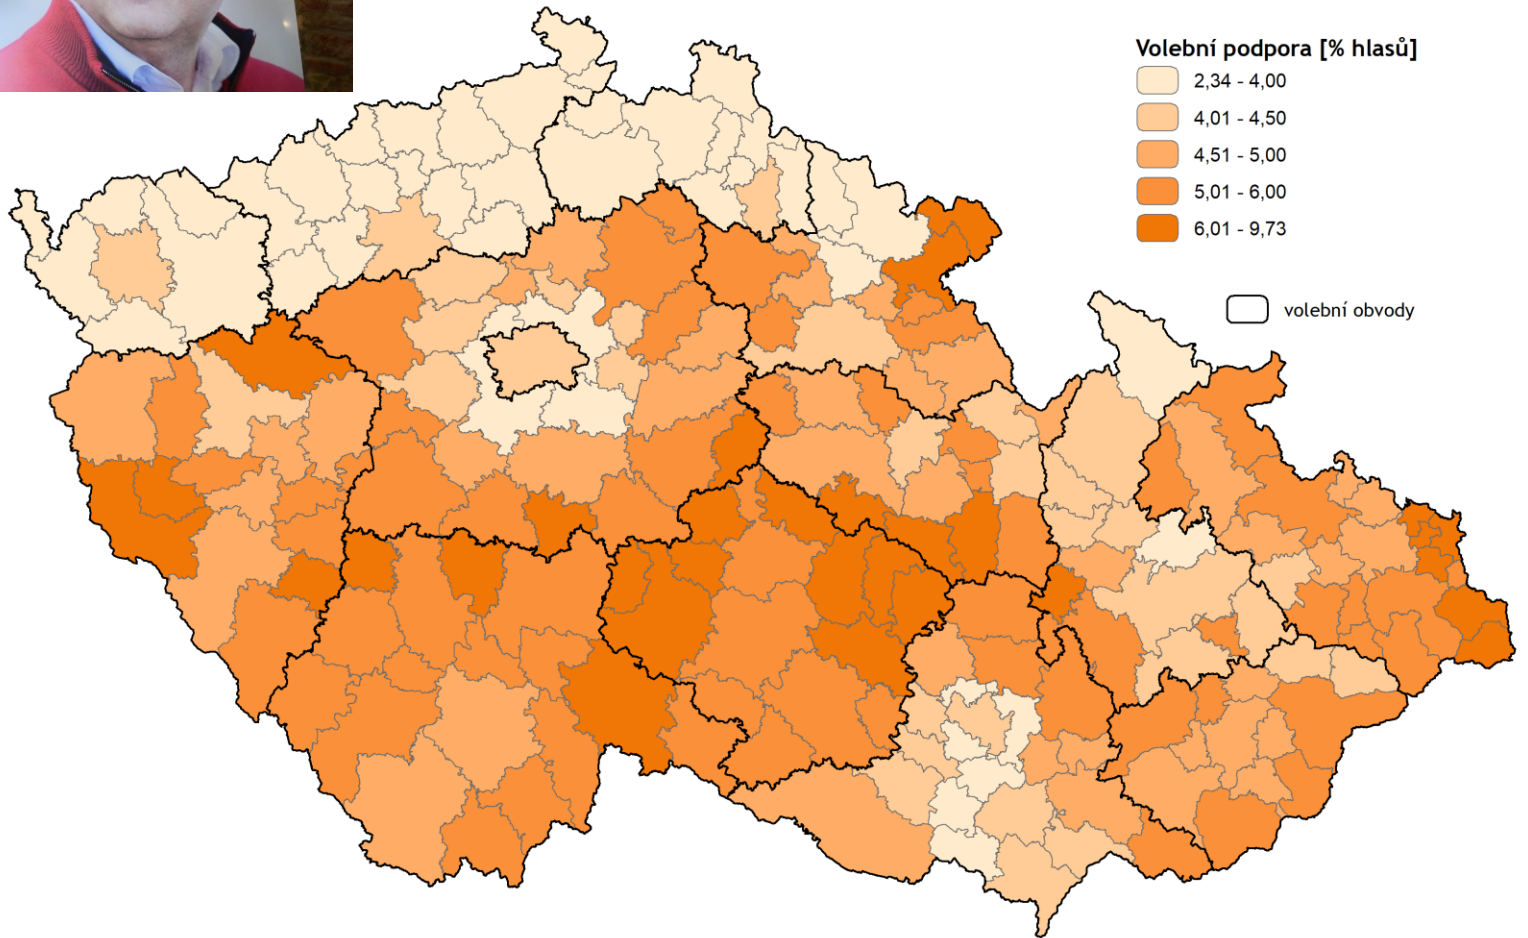 Volební podpora [% hlasů]
2,34 - 4,00
4,01 - 4,50
4,51 - 5,00
5,01 - 6,00
6,01 - 9,73
volební obvody